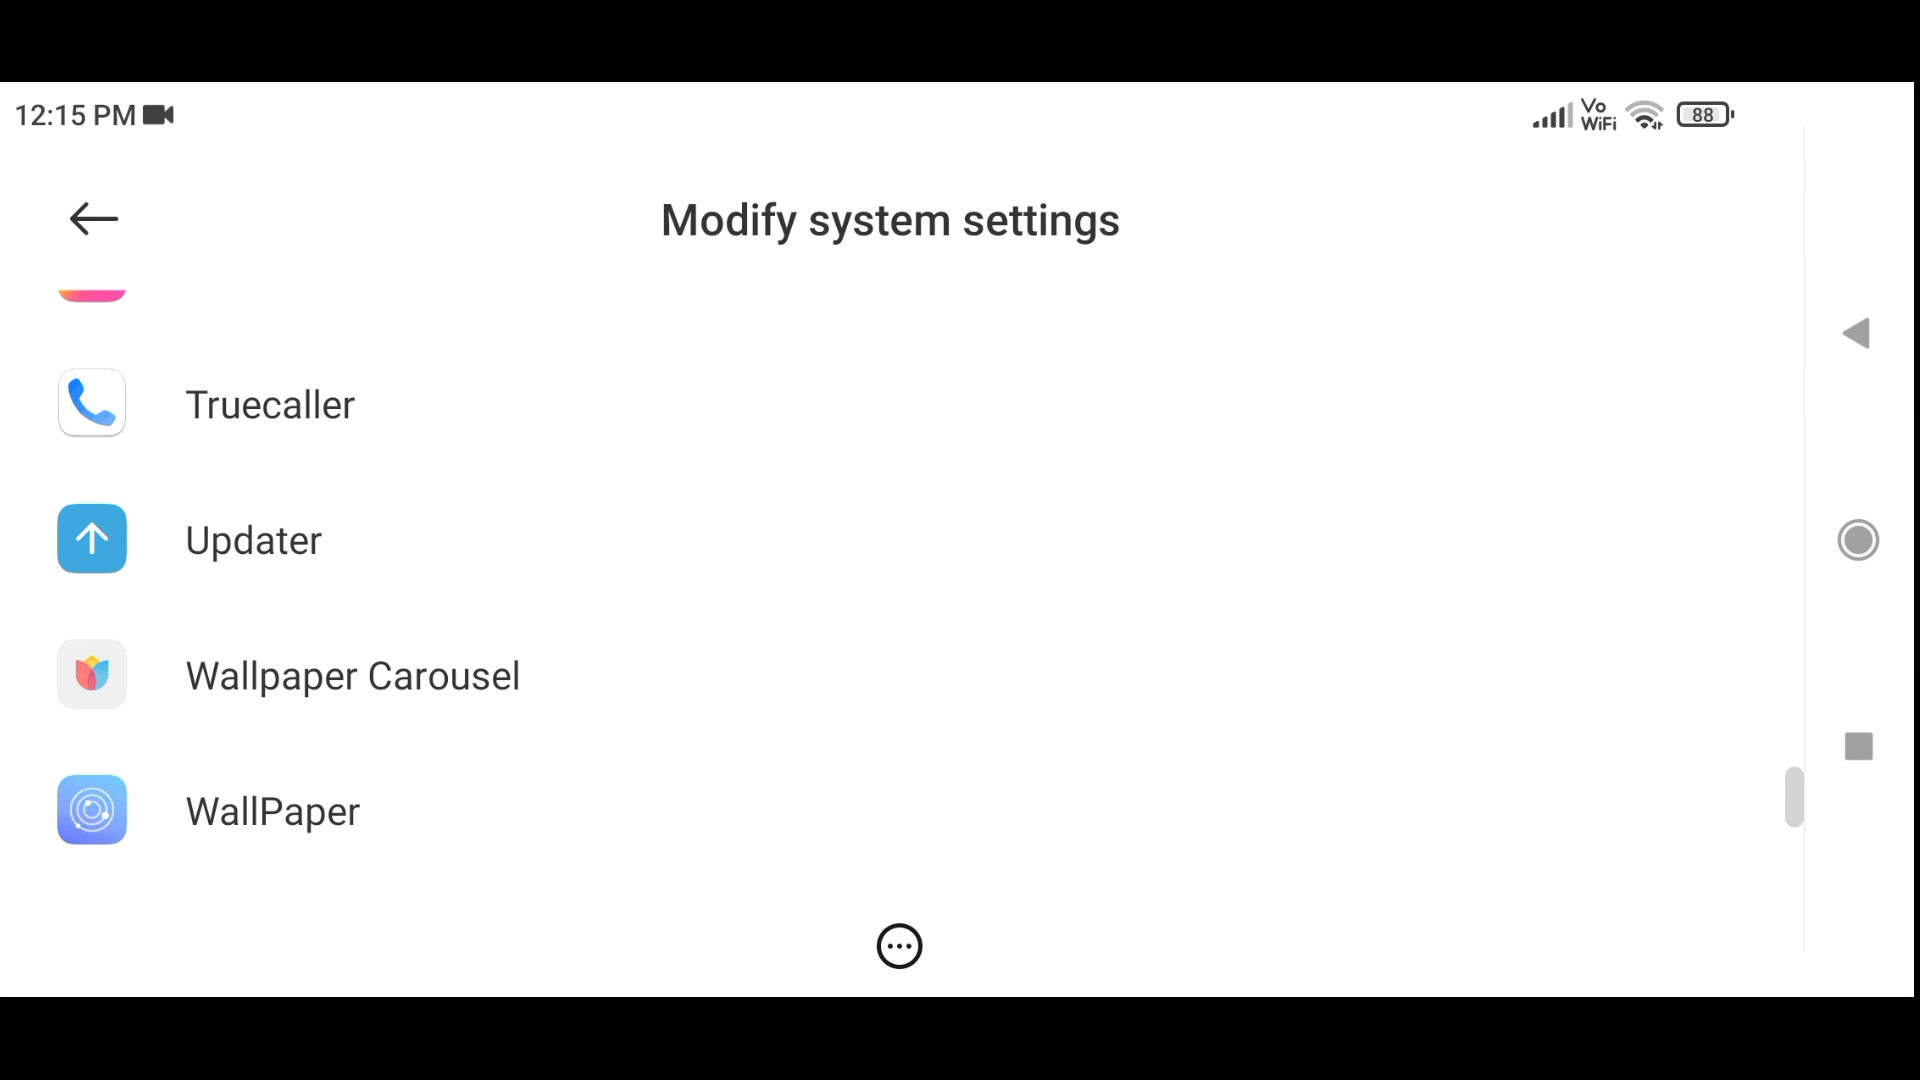 12:15 PM
Vo
WiFi
88
Modify system settings
Truecaller
Updater
Wallpaper Carousel
WallPaper